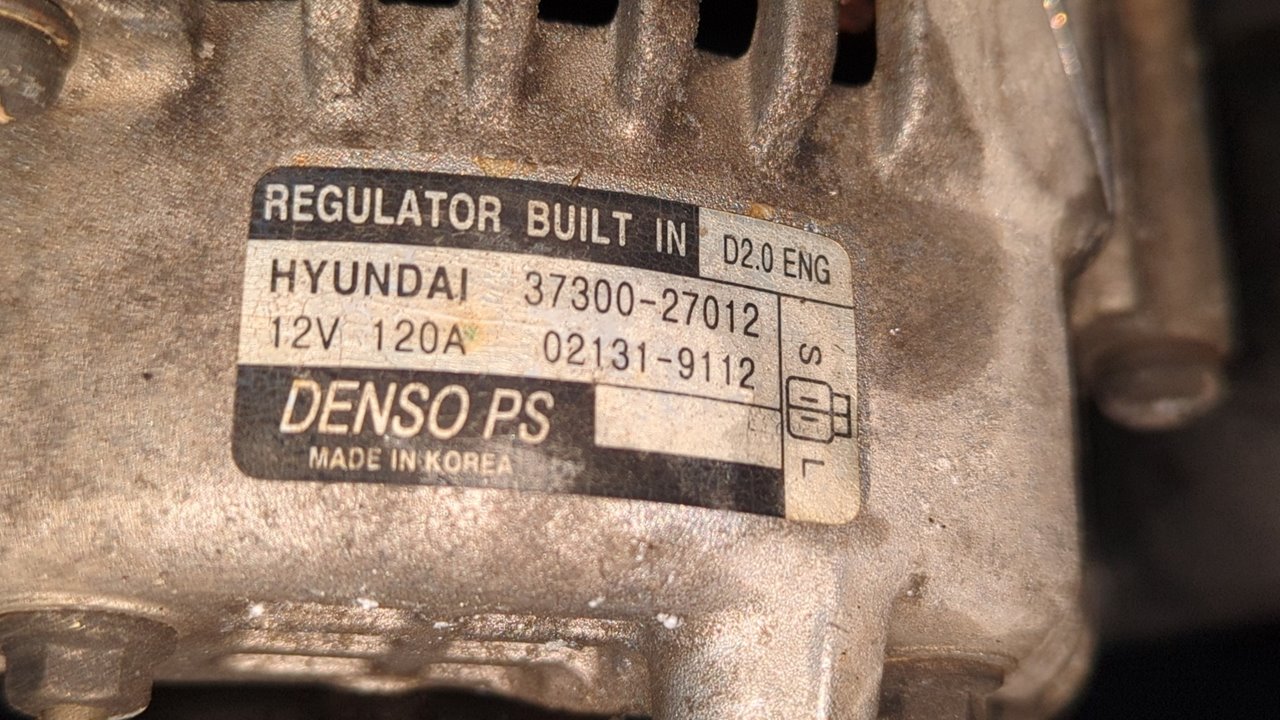 REGULATOR BUILT IN D2.0 ENG
HYUNDAI 37300-27012
12V 120A 02131-9112
S
L
DENSO PS
MADE IN KOREA